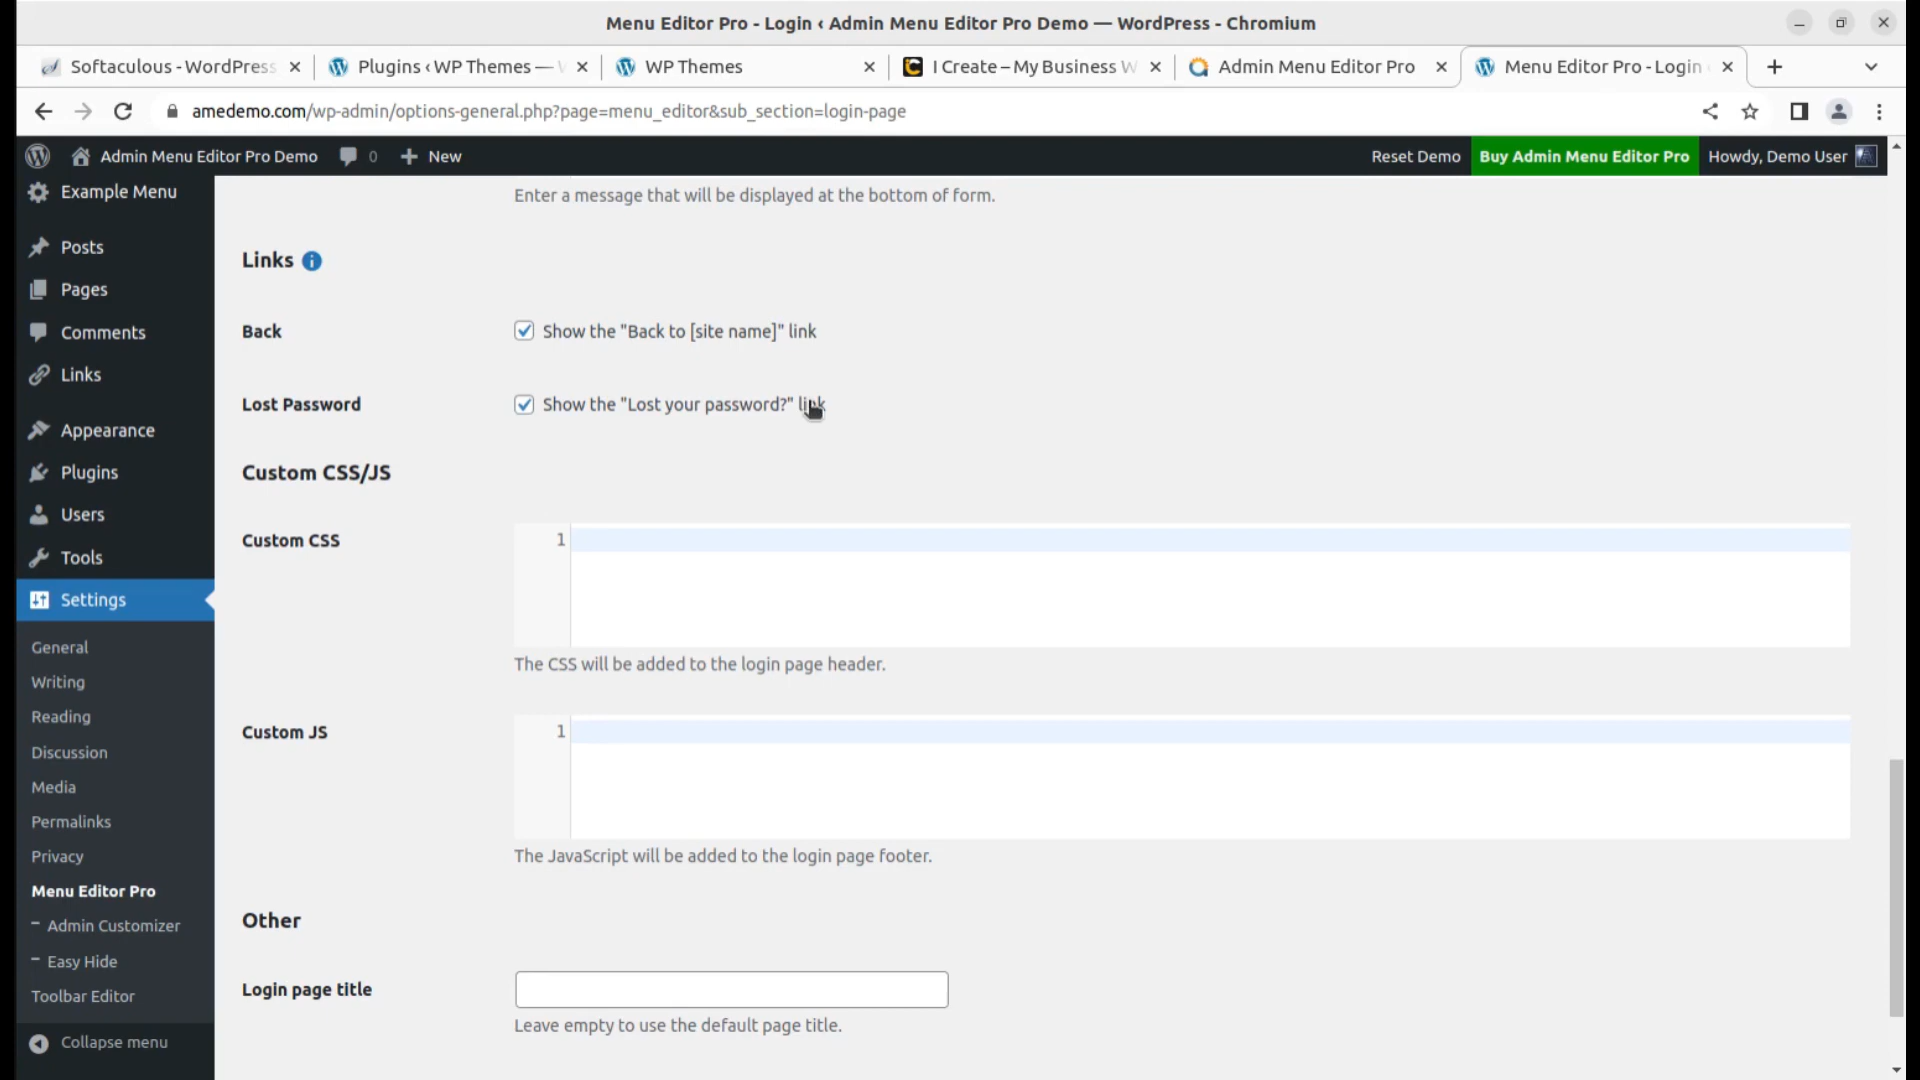 Menu Editor Pro - Login ‹ Admin Menu Editor Pro Demo — WordPress - Chromium
Softaculous - WordPress
Plugins ‹ WP Themes —
WP Themes
I Create – My Business W
Admin Menu Editor Pro
Menu Editor Pro - Login
amedemo.com/wp-admin/options-general.php?page=menu_editor&sub_section=login-page
Admin Menu Editor Pro Demo
0
New
Reset Demo
Buy Admin Menu Editor Pro
Howdy, Demo User
Example Menu
Posts
Pages
Comments
Links
Appearance
Plugins
Users
Tools
Settings
General
Writing
Reading
Discussion
Media
Permalinks
Privacy
Menu Editor Pro
– Admin Customizer
– Easy Hide
Toolbar Editor
Collapse menu
Enter a message that will be displayed at the bottom of form.
Links
Back
Show the "Back to [site name]" link
Lost Password
Show the "Lost your password?" link
Custom CSS/JS
Custom CSS
1
The CSS will be added to the login page header.
Custom JS
1
The JavaScript will be added to the login page footer.
Other
Login page title
Leave empty to use the default page title.